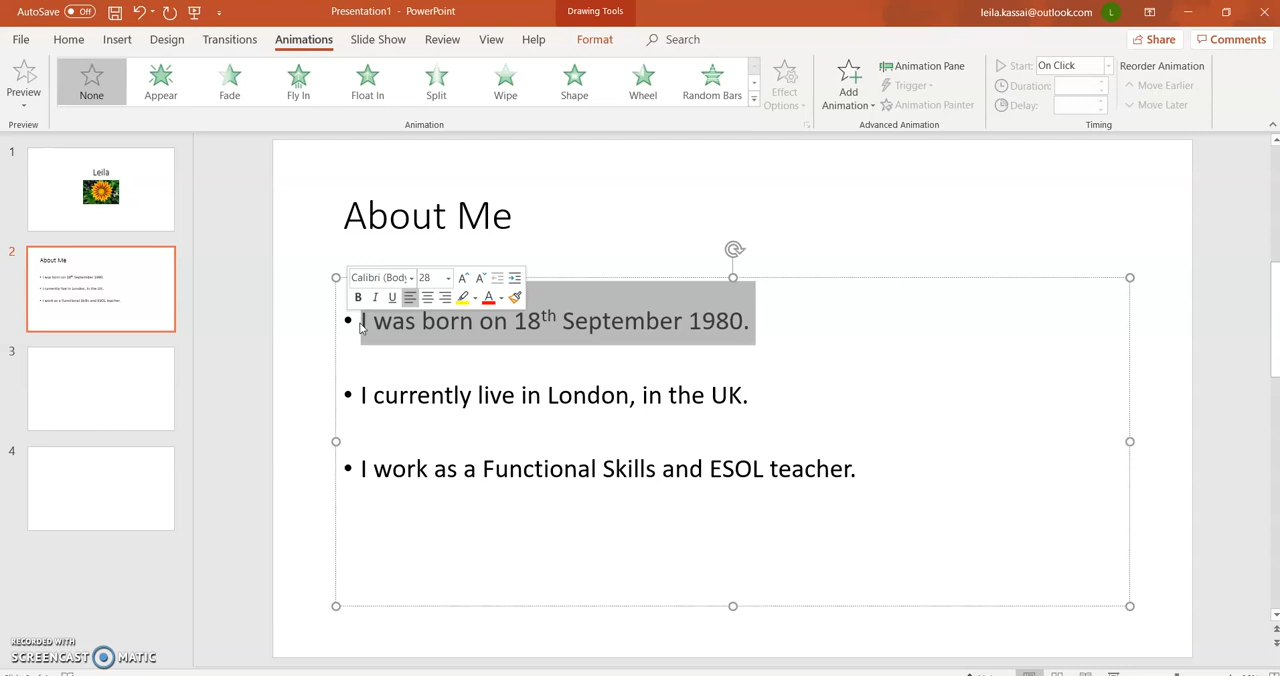 AutoSave Off Presentation1 - PowerPoint Drawing Tools leila.kassai@outlook.com L
File Home Insert Design Transitions Animations Slide Show Review View Help Format Search Share Comments
Preview None Appear Fade Fly In Float In Split Wipe Shape Wheel Random Bars Effect Options Add Animation Animation Pane Trigger Animation Painter Start: On Click Duration: Delay: Reorder Animation Move Earlier Move Later
Preview Animation Advanced Animation Timing
1
Leila
2
About Me
• I was born on 18th September 1980.
• I currently live in London, in the UK.
• I work as a Functional Skills and ESOL teacher.
3
4
About Me
Calibri (Body 28 A A
B I U A
• I was born on 18th September 1980.
• I currently live in London, in the UK.
• I work as a Functional Skills and ESOL teacher.
RECORDED WITH
SCREENCAST MATIC